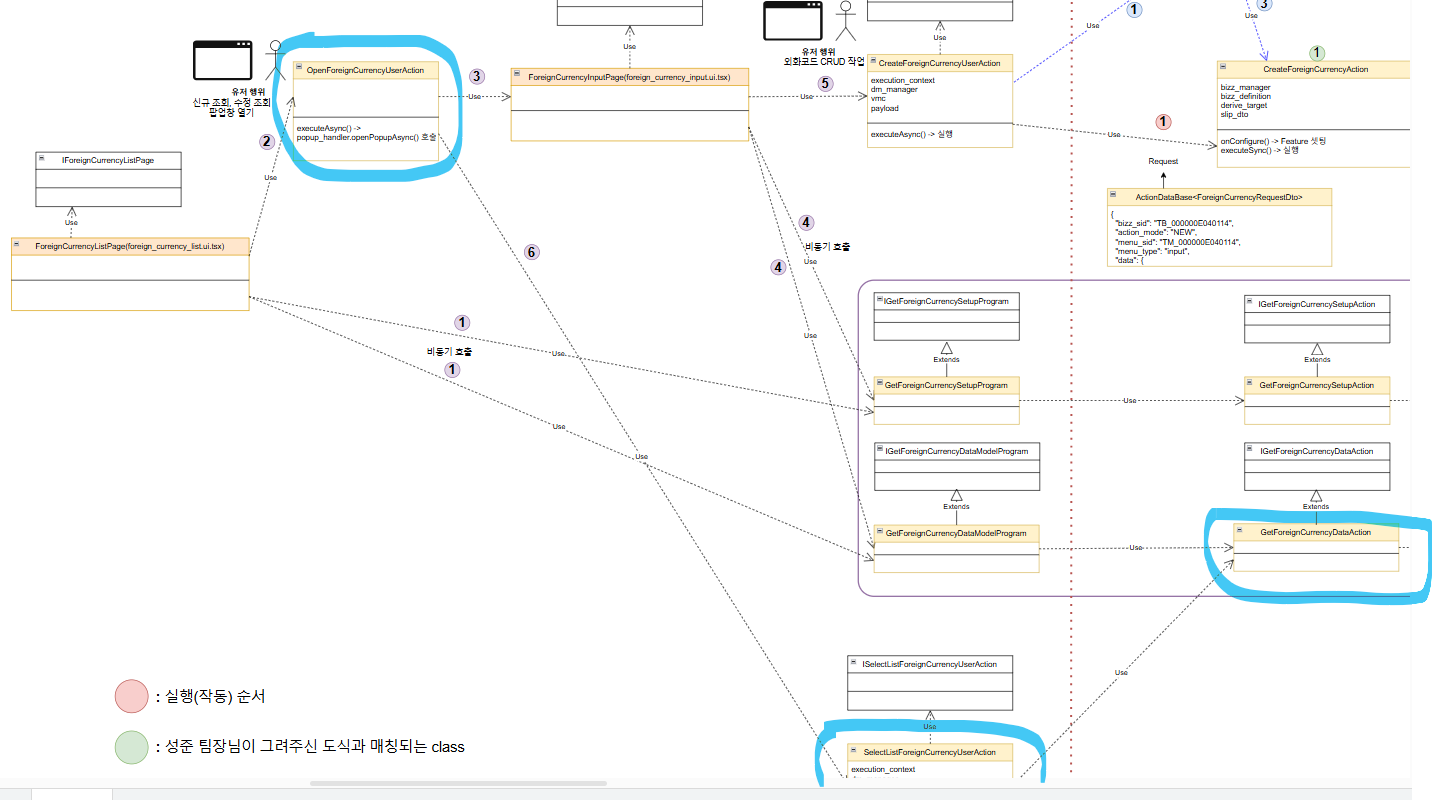 1
3
Use
Use
Use
Use
유저 행위
신규 조회, 수정 조회
팝업창 열기
OpenForeignCurrencyUserAction
executeAsync() ->
popup_handler.openPopupAsync() 호출
2
Use
3
Use
ForeignCurrencyInputPage(foreign_currency_input.ui.tsx)
유저 행위
외화코드 CRUD 작업
5
Use
CreateForeignCurrencyUserAction
execution_context
dm_manager
vmc
payload
executeAsync() -> 실행
1
CreateForeignCurrencyAction
bizz_manager
bizz_definition
derive_target
slip_dto
onConfigure() -> Feature 셋팅
executeSync() -> 실행
1
Use
Request
ActionDataBase<ForeignCurrencyRequestDto>
{
"bizz_sid": "TB_000000E040114",
"action_mode": "NEW",
"menu_sid": "TM_000000E040114",
"menu_type": "input",
"data": {
IForeignCurrencyListPage
Use
ForeignCurrencyListPage(foreign_currency_list.ui.tsx)
6
4
비동기 호출
Use
4
Use
1
비동기 호출
1
Use
Use
Use
IGetForeignCurrencySetupProgram
Extends
GetForeignCurrencySetupProgram
Use
IGetForeignCurrencySetupAction
Extends
GetForeignCurrencySetupAction
IGetForeignCurrencyDataModelProgram
Extends
GetForeignCurrencyDataModelProgram
Use
IGetForeignCurrencyDataAction
Extends
GetForeignCurrencyDataAction
ISelectListForeignCurrencyUserAction
Use
Use
SelectListForeignCurrencyUserAction
execution_context
: 실행(작동) 순서
: 성준 팀장님이 그려주신 도식과 매칭되는 class